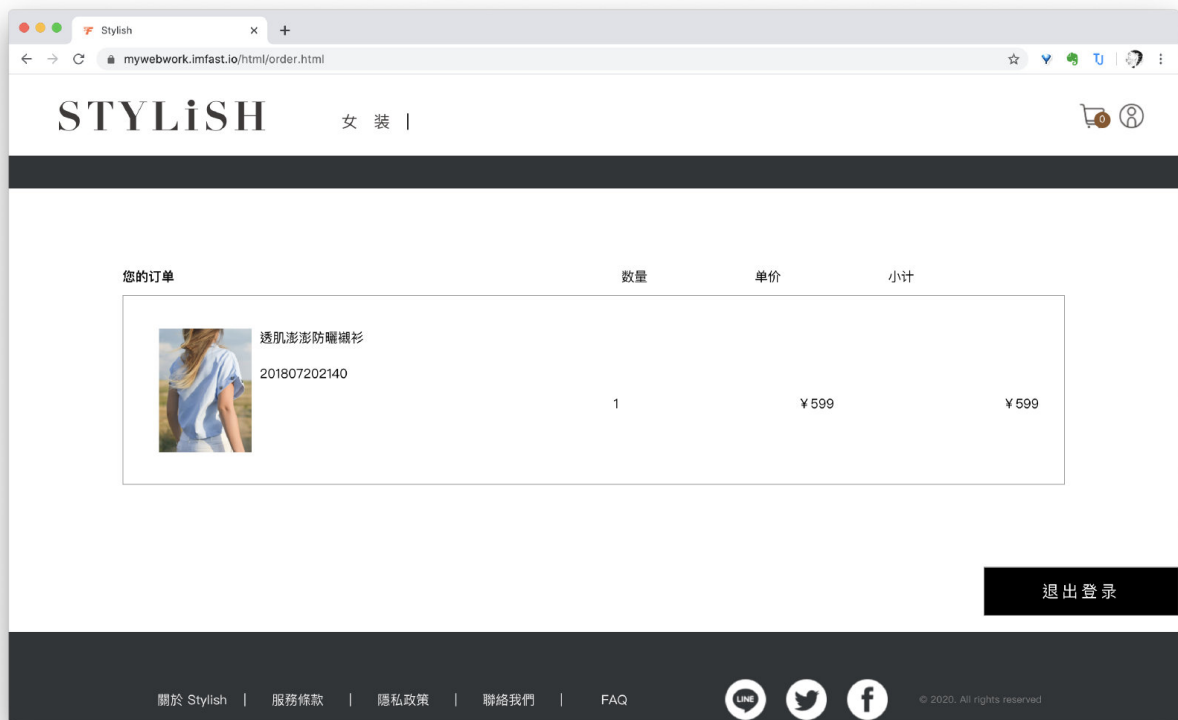 Stylish
mywebwork.imfast.io/html/order.html
STYLiSH
女 装 |
0
您的订单 数量 单价 小计
透肌澎澎防曬襯衫
201807202140
1 ¥599 ¥599
退出登录
關於 Stylish | 服務條款 | 隱私政策 | 聯絡我們 | FAQ
LINE
© 2020. All rights reserved